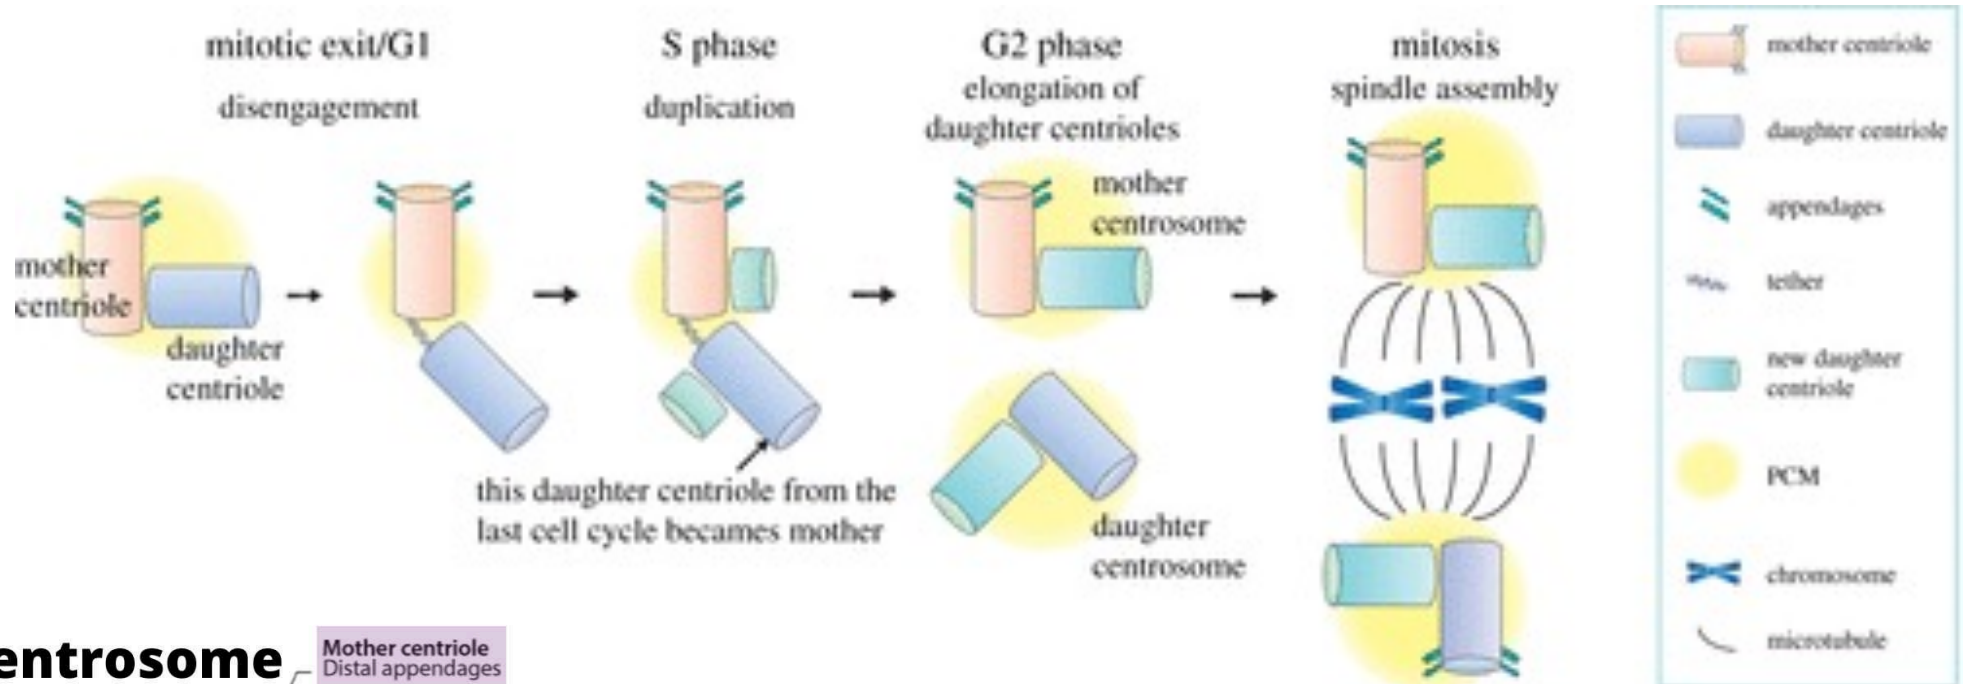 mitotic exit/G1
disengagement
mother
centriole
daughter
centriole
S phase
duplication
this daughter centriole from the
last cell cycle becames mother
G2 phase
elongation of
daughter centrioles
mother
centrosome
daughter
centrosome
mitosis
spindle assembly
mother centriole
daughter centriole
appendages
tether
new daughter
centriole
PCM
chromosome
microtubule
entrosome
Mother centriole
Distal appendages